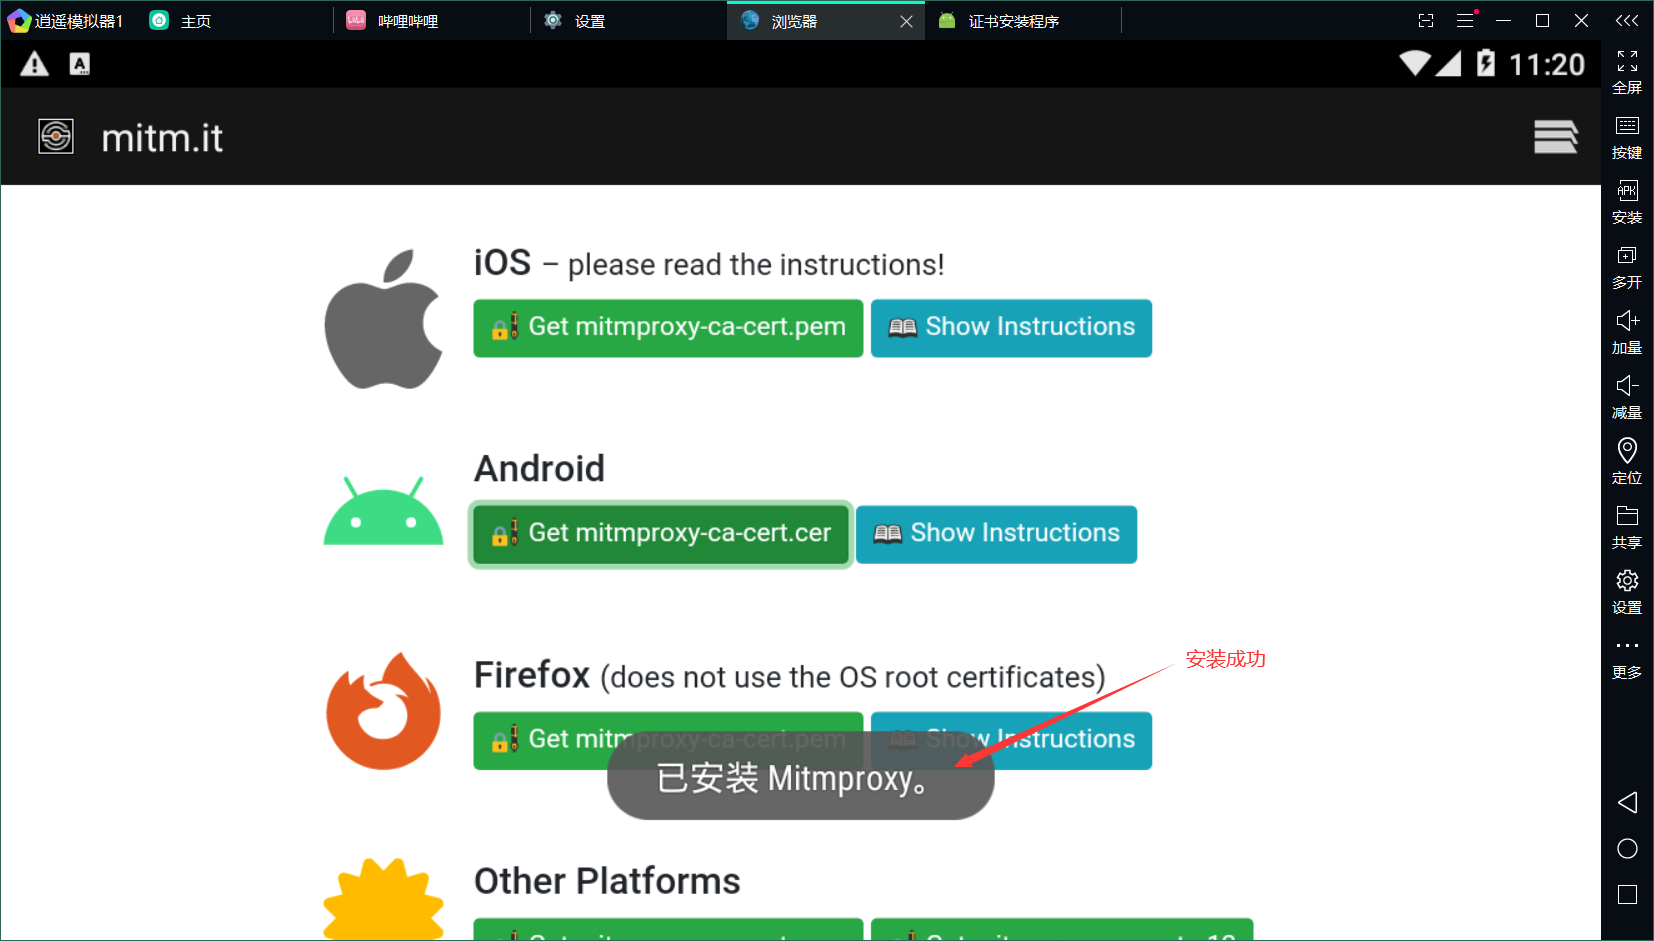 逍遥模拟器1
主页
哔哩哔哩
设置
浏览器
证书安装程序
11:20
mitm.it
全屏
按键
APK
安装
多开
加量
减量
定位
共享
设置
更多
iOS – please read the instructions!
Get mitmproxy-ca-cert.pem
Show Instructions
Android
Get mitmproxy-ca-cert.cer
Show Instructions
安装成功
Firefox (does not use the OS root certificates)
Get mitmproxy-ca-cert.pem
Show Instructions
已安装 Mitmproxy。
Other Platforms